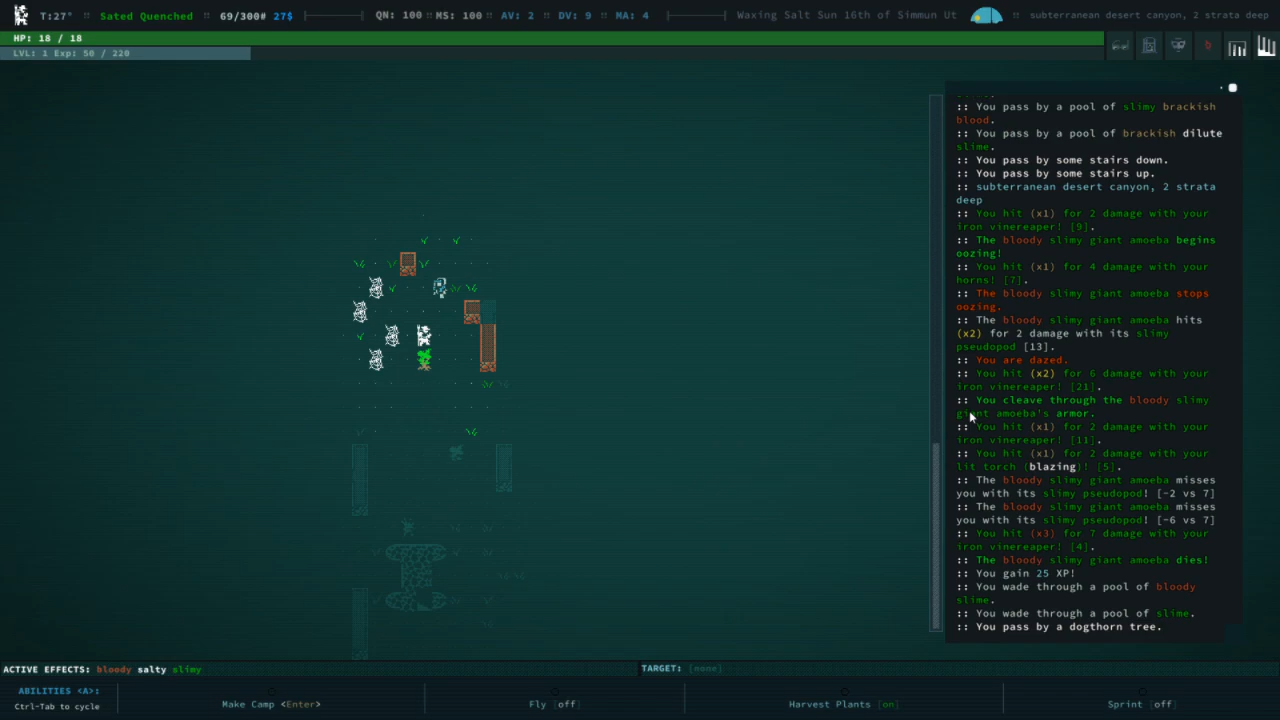 T:27° Sated Quenched 69/300# 27$ QN: 100 MS: 100 AV: 2 DV: 9 MA: 4 Waxing Salt Sun 16th of Simmun Ut subterranean desert canyon, 2 strata deep
HP: 18 / 18
LVL: 1 Exp: 50 / 220
:: You pass by a pool of slimy brackish
blood.
:: You pass by a pool of brackish dilute
slime.
:: You pass by some stairs down.
:: You pass by some stairs up.
:: subterranean desert canyon, 2 strata
deep
:: You hit (x1) for 2 damage with your
iron vinereaper! [9].
:: The bloody slimy giant amoeba begins
oozing!
:: You hit (x1) for 4 damage with your
horns! [7].
:: The bloody slimy giant amoeba stops
oozing.
:: The bloody slimy giant amoeba hits
(x2) for 2 damage with its slimy
pseudopod [13].
:: You are dazed.
:: You hit (x2) for 6 damage with your
iron vinereaper! [21].
:: You cleave through the bloody slimy
giant amoeba's armor.
:: You hit (x1) for 2 damage with your
iron vinereaper! [11].
:: You hit (x1) for 2 damage with your
lit torch (blazing)! [5].
:: The bloody slimy giant amoeba misses
you with its slimy pseudopod! [-2 vs 7]
:: The bloody slimy giant amoeba misses
you with its slimy pseudopod! [-6 vs 7]
:: You hit (x3) for 7 damage with your
iron vinereaper! [4].
:: The bloody slimy giant amoeba dies!
:: You gain 25 XP!
:: You wade through a pool of bloody
slime.
:: You wade through a pool of slime.
:: You pass by a dogthorn tree.
ACTIVE EFFECTS: bloody salty slimy
TARGET: [none]
ABILITIES <A>:
Ctrl-Tab to cycle
Make Camp <Enter>
Fly [off]
Harvest Plants [on]
Sprint [off]